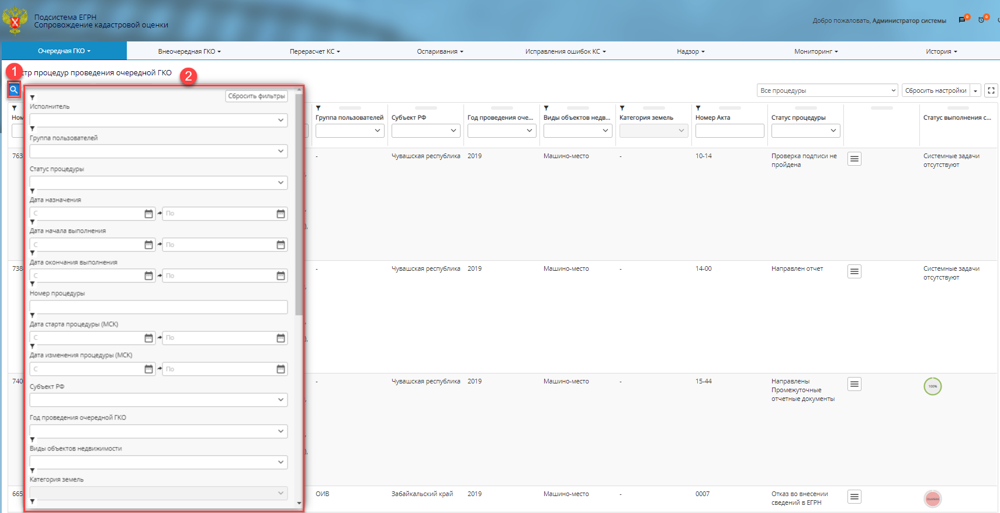 Подсистема ЕГРН
Сопровождение кадастровой оценки
Добро пожаловать, Администратор системы
0
0
Очередная ГКО
Внеочередная ГКО
Перерасчет КС
Оспаривания
Исправления ошибок КС
Надзор
Мониторинг
История
1
стр процедур проведения очередной ГКО
2
Все процедуры
Сбросить настройки
Сбросить фильтры
Исполнитель
Группа пользователей
Статус процедуры
Дата назначения
С
По
Дата начала выполнения
С
По
Дата окончания выполнения
С
По
Номер процедуры
Дата старта процедуры (МСК)
С
По
Дата изменения процедуры (МСК)
С
По
Субъект РФ
Год проведения очередной ГКО
Виды объектов недвижимости
Категория земель
Ном
Группа пользователей
Субъект РФ
Год проведения оче...
Виды объектов недв...
Категория земель
Номер Акта
Статус процедуры
Статус выполнения с...
763
-
Чувашская республика
2019
Машино-место
-
10-14
Проверка подписи не
пройдена
Системные задачи
отсутствуют
738
-
Чувашская республика
2019
Машино-место
-
14-00
Направлен отчет
Системные задачи
отсутствуют
740
-
Чувашская республика
2019
Машино-место
-
15-44
Направлены
Промежуточные
отчетные документы
100%
665
ОИВ
Забайкальский край
2019
Машино-место
-
0007
Отказ во внесении
сведений в ЕГРН
ОШИБКА